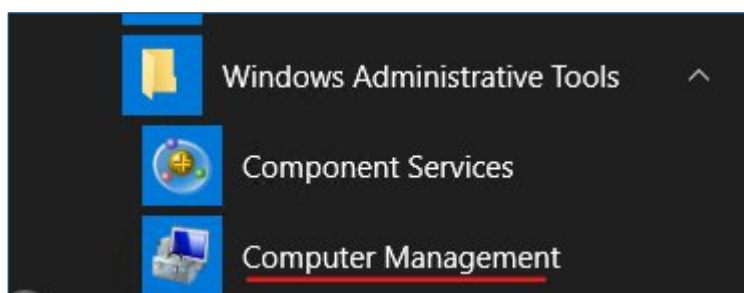 Windows Administrative Tools
Component Services
Computer Management